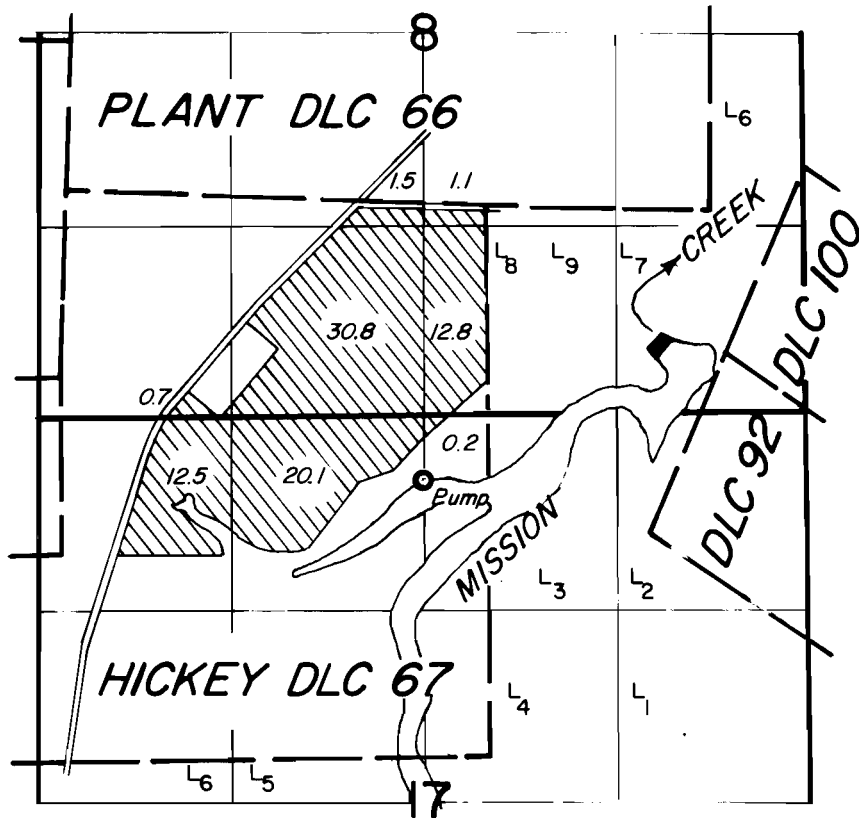 8
PLANT DLC 66
L6
1.5
1.1
CREEK
L8
L9
L7
DLC 100
30.8
12.8
0.7
0.2
12.5
20.1
Pump
DLC 92
MISSION
L3
L2
HICKEY DLC 67
L4
L1
L6
L5
17